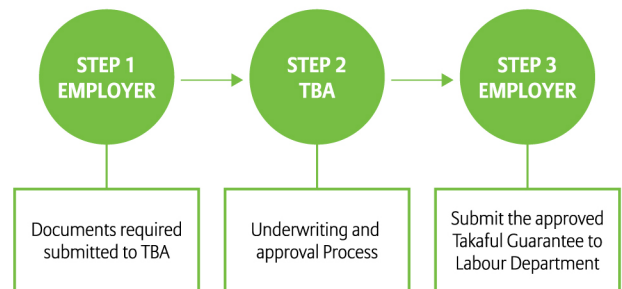 STEP 1
EMPLOYER
STEP 2
TBA
STEP 3
EMPLOYER
Documents required
submitted to TBA
Underwriting and
approval Process
Submit the approved
Takaful Guarantee to
Labour Department